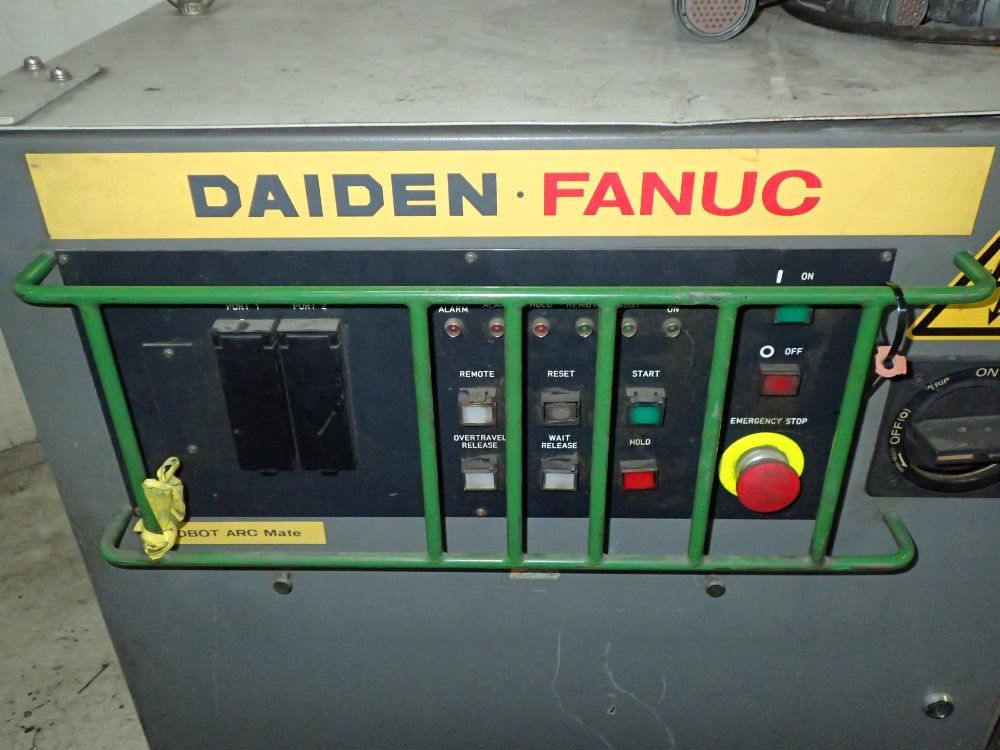 DAIDEN · FANUC
ON
PORT 1 PORT 2
ALARM HOLD ON
OFF
REMOTE RESET START
EMERGENCY STOP
OVERTRAVEL RELEASE WAIT RELEASE HOLD
ON
TRIP
OFF(O)
OBOT ARC Mate